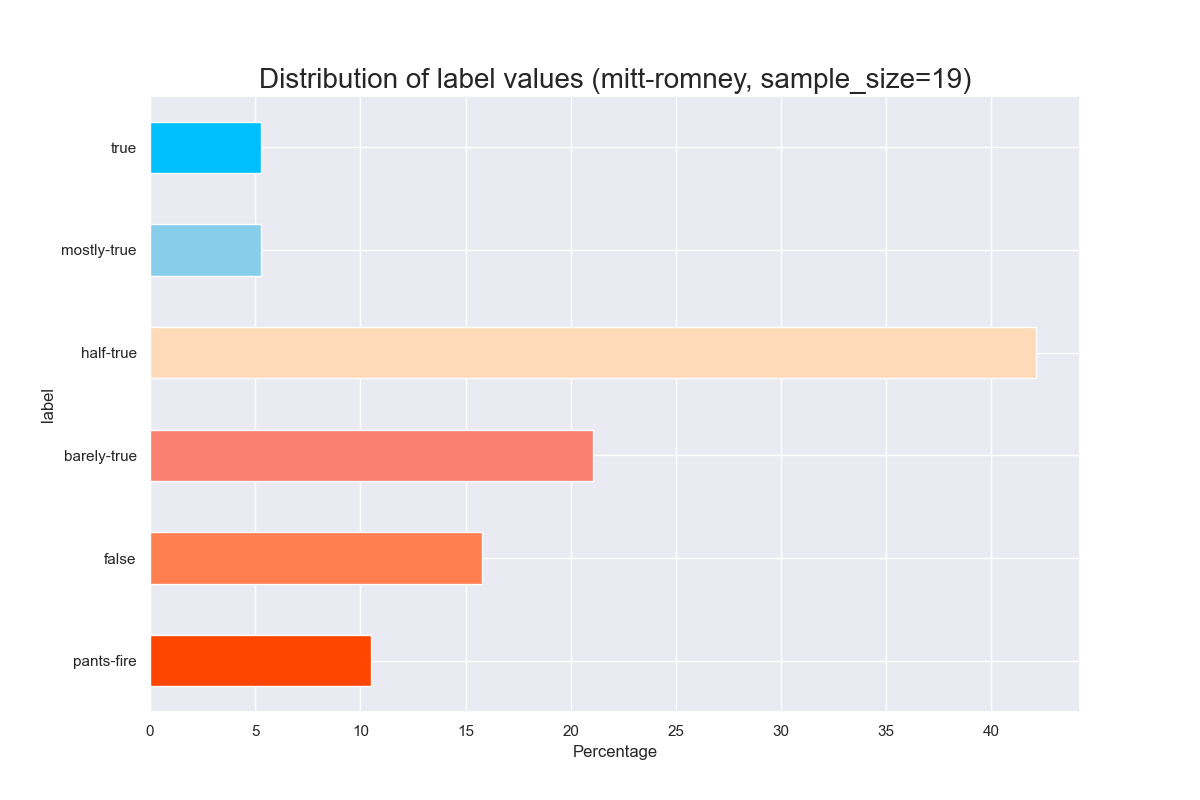 Distribution of label values (mitt-romney, sample_size=19)
true
mostly-true
half-true
label
barely-true
false
pants-fire
0 5 10 15 20 25 30 35 40
Percentage